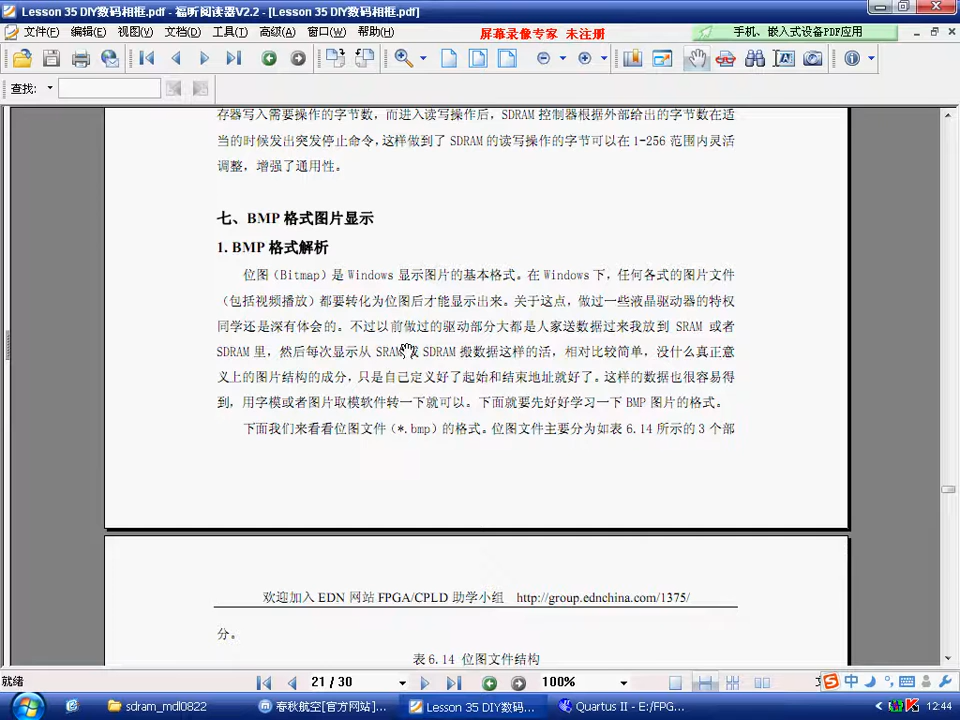 Lesson 35 DIY数码相框.pdf - 福昕阅读器V2.2 - [Lesson 35 DIY数码相框.pdf]
文件(F) 编辑(E) 视图(V) 文档(D) 工具(T) 高级(A) 窗口(W) 帮助(H)
屏幕录像专家 未注册
手机、嵌入式设备PDF应用
查找:
存器写入需要操作的字节数，而进入读写操作后，SDRAM 控制器根据外部给出的字节数在适
当的时候发出突发停止命令，这样做到了 SDRAM 的读写操作的字节可以在 1-256 范围内灵活
调整，增强了通用性。
七、BMP 格式图片显示
1. BMP 格式解析
位图（Bitmap）是 Windows 显示图片的基本格式。在 Windows 下，任何各式的图片文件
（包括视频播放）都要转化为位图后才能显示出来。关于这点，做过一些液晶驱动器的特权
同学还是深有体会的。不过以前做过的驱动部分大都是人家送数据过来我放到 SRAM 或者
SDRAM 里，然后每次显示从 SRAM SDRAM 搬数据这样的活，相对比较简单，没什么真正意
义上的图片结构的成分，只是自己定义好了起始和结束地址就好了。这样的数据也很容易得
到，用字模或者图片取模软件转一下就可以。下面就要先好好学习一下 BMP 图片的格式。
下面我们来看看位图文件（*.bmp）的格式。位图文件主要分为如表 6.14 所示的 3 个部
欢迎加入 EDN 网站 FPGA/CPLD 助学小组 http://group.ednchina.com/1375/
分。
表 6.14 位图文件结构
就绪
21 / 30
100%
中
sdram_mdl0822
春秋航空[官方网站]...
Lesson 35 DIY数码...
Quartus II - E:/FPG...
12:44